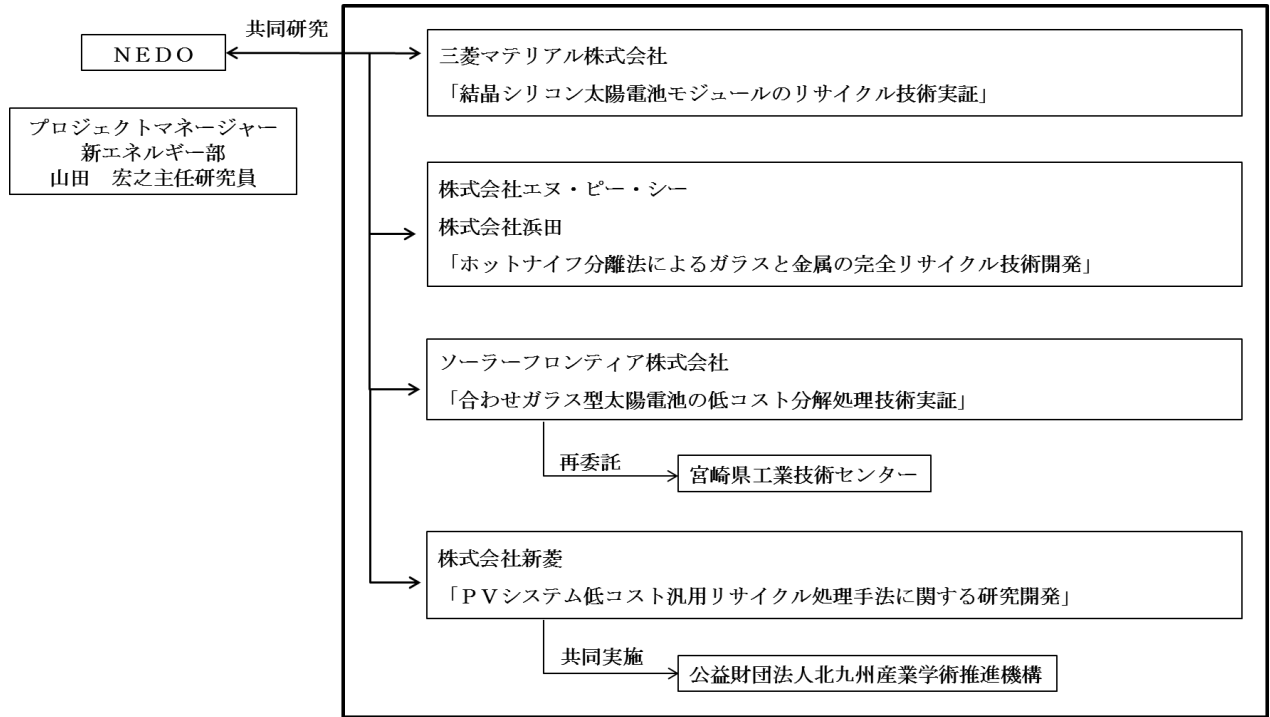 共同研究
ＮＥＤＯ
プロジェクトマネージャー
新エネルギー部
山田　宏之主任研究員
三菱マテリアル株式会社
「結晶シリコン太陽電池モジュールのリサイクル技術実証」
株式会社エヌ・ピー・シー
株式会社浜田
「ホットナイフ分離法によるガラスと金属の完全リサイクル技術開発」
ソーラーフロンティア株式会社
「合わせガラス型太陽電池の低コスト分解処理技術実証」
再委託
宮崎県工業技術センター
株式会社新菱
「ＰＶシステム低コスト汎用リサイクル処理手法に関する研究開発」
共同実施
公益財団法人北九州産業学術推進機構